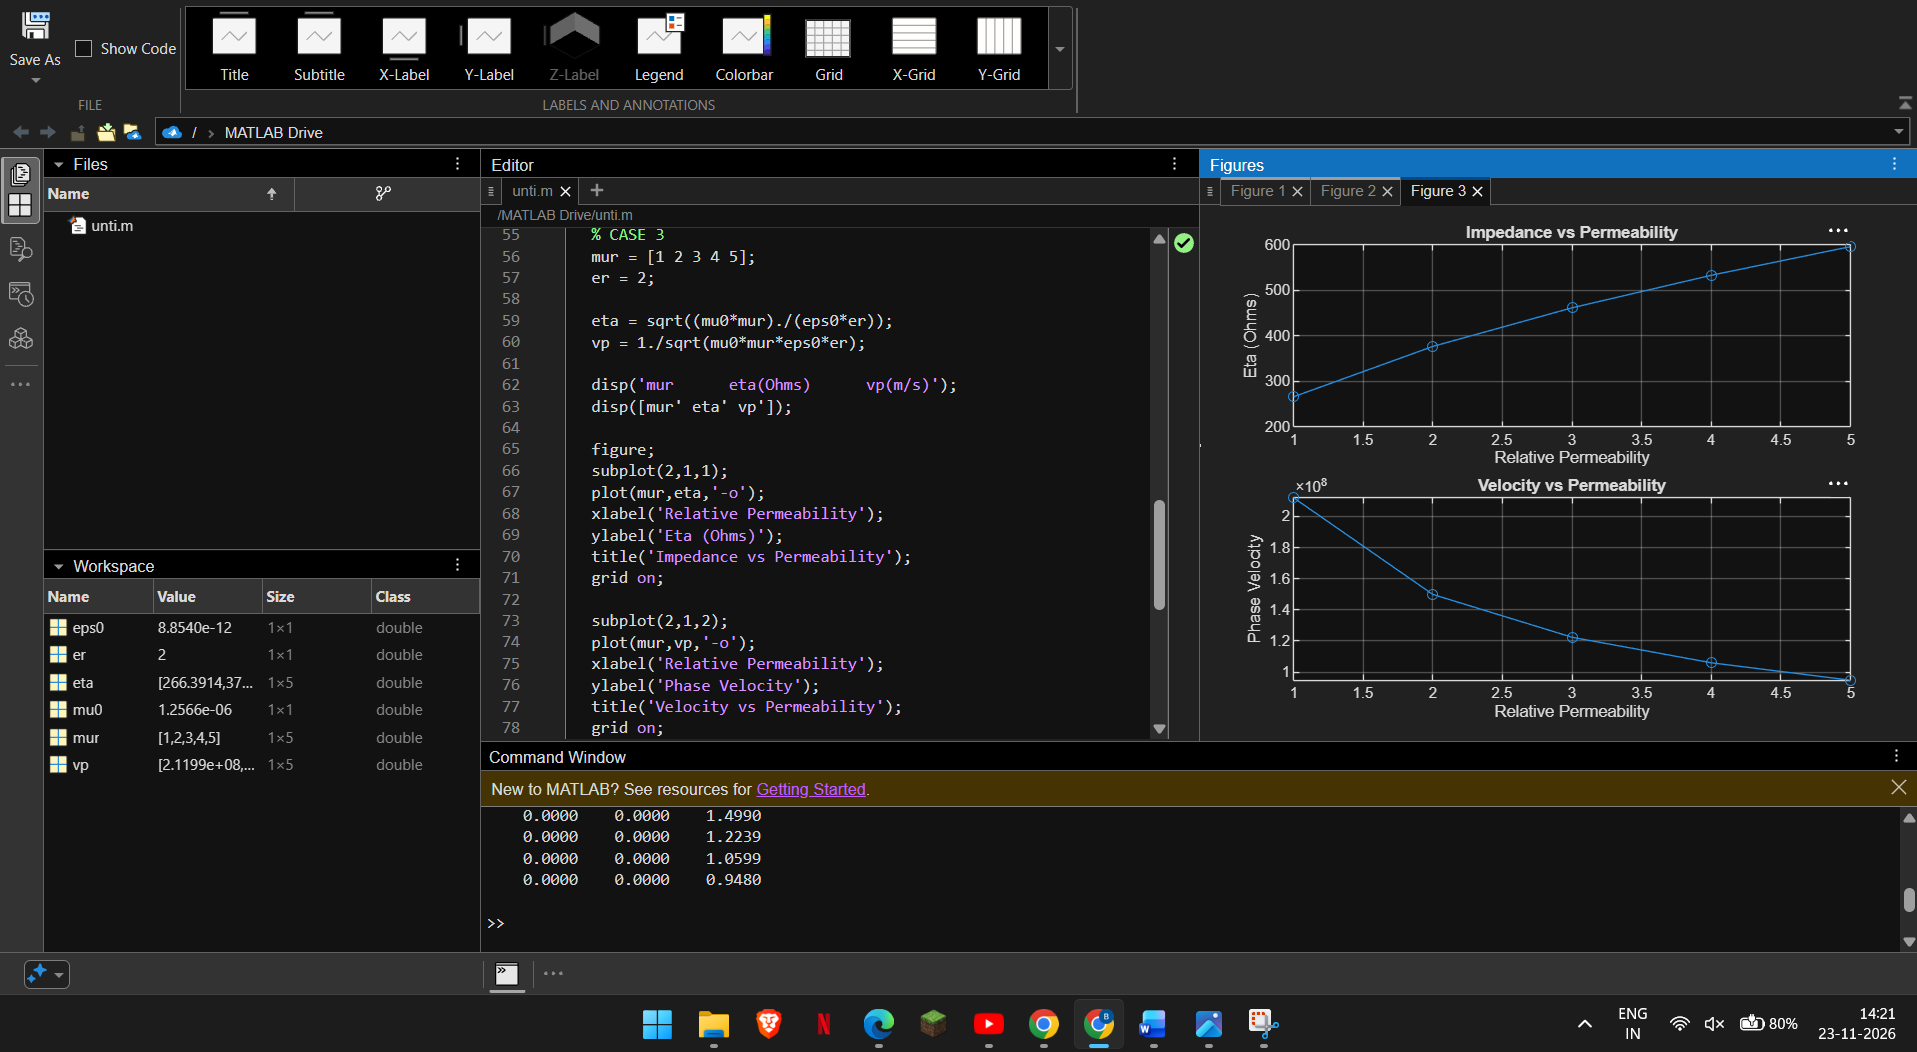 Save As
Show Code
FILE
Title
Subtitle
X-Label
Y-Label
Z-Label
Legend
Colorbar
Grid
X-Grid
Y-Grid
LABELS AND ANNOTATIONS
/ › MATLAB Drive
Files
Name
unti.m
Workspace
Name Value Size Class
eps0 8.8540e-12 1×1 double
er 2 1×1 double
eta [266.3914,37... 1×5 double
mu0 1.2566e-06 1×1 double
mur [1,2,3,4,5] 1×5 double
vp [2.1199e+08,... 1×5 double
Editor
unti.m
/MATLAB Drive/unti.m
55 % CASE 3
56 mur = [1 2 3 4 5];
57 er = 2;
58
59 eta = sqrt((mu0*mur)./(eps0*er));
60 vp = 1./sqrt(mu0*mur*eps0*er);
61
62 disp('mur      eta(Ohms)      vp(m/s)');
63 disp([mur' eta' vp']);
64
65 figure;
66 subplot(2,1,1);
67 plot(mur,eta,'-o');
68 xlabel('Relative Permeability');
69 ylabel('Eta (Ohms)');
70 title('Impedance vs Permeability');
71 grid on;
72
73 subplot(2,1,2);
74 plot(mur,vp,'-o');
75 xlabel('Relative Permeability');
76 ylabel('Phase Velocity');
77 title('Velocity vs Permeability');
78 grid on;
Figures
Figure 1
Figure 2
Figure 3
Impedance vs Permeability
Eta (Ohms)
600
500
400
300
200
1 1.5 2 2.5 3 3.5 4 4.5 5
Relative Permeability
Velocity vs Permeability
×10⁸
Phase Velocity
2
1.8
1.6
1.4
1.2
1
1 1.5 2 2.5 3 3.5 4 4.5 5
Relative Permeability
Command Window
New to MATLAB? See resources for Getting Started.
0.0000 0.0000 1.4990
0.0000 0.0000 1.2239
0.0000 0.0000 1.0599
0.0000 0.0000 0.9480
>>
ENG
IN
80%
14:21
23-11-2026